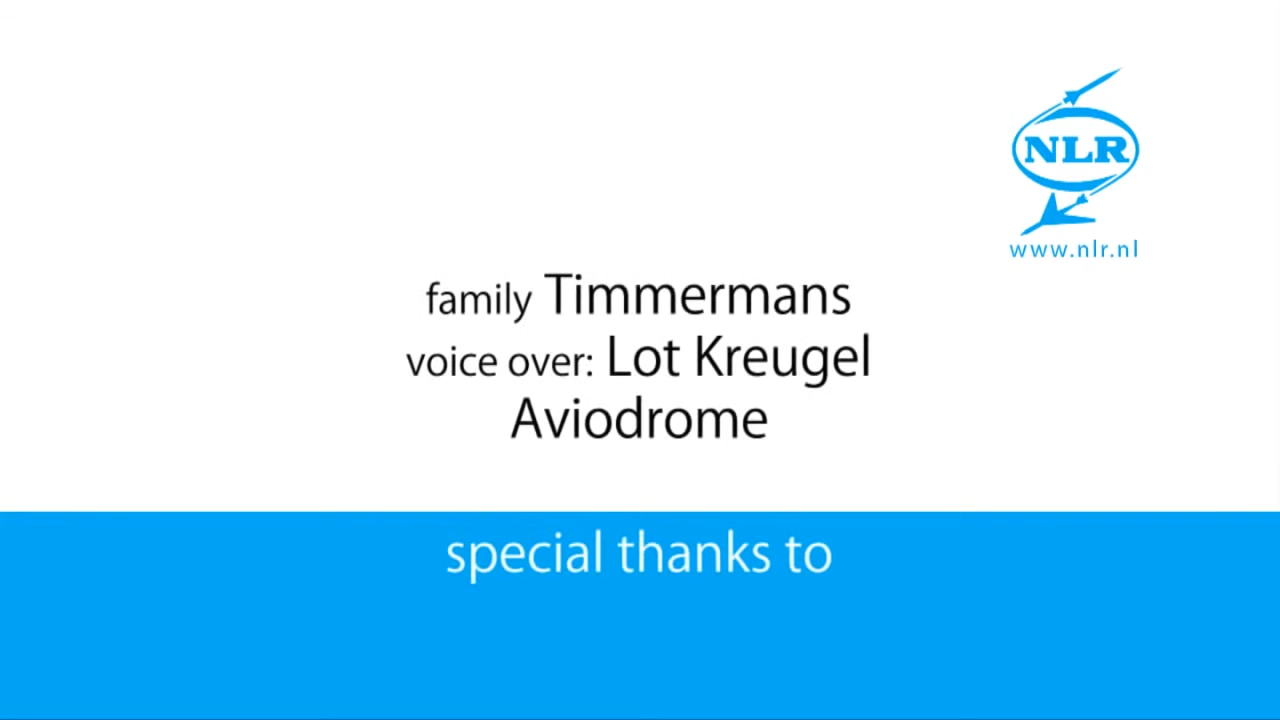 NLR
www.nlr.nl
family Timmermans
voice over: Lot Kreugel
Aviodrome
special thanks to